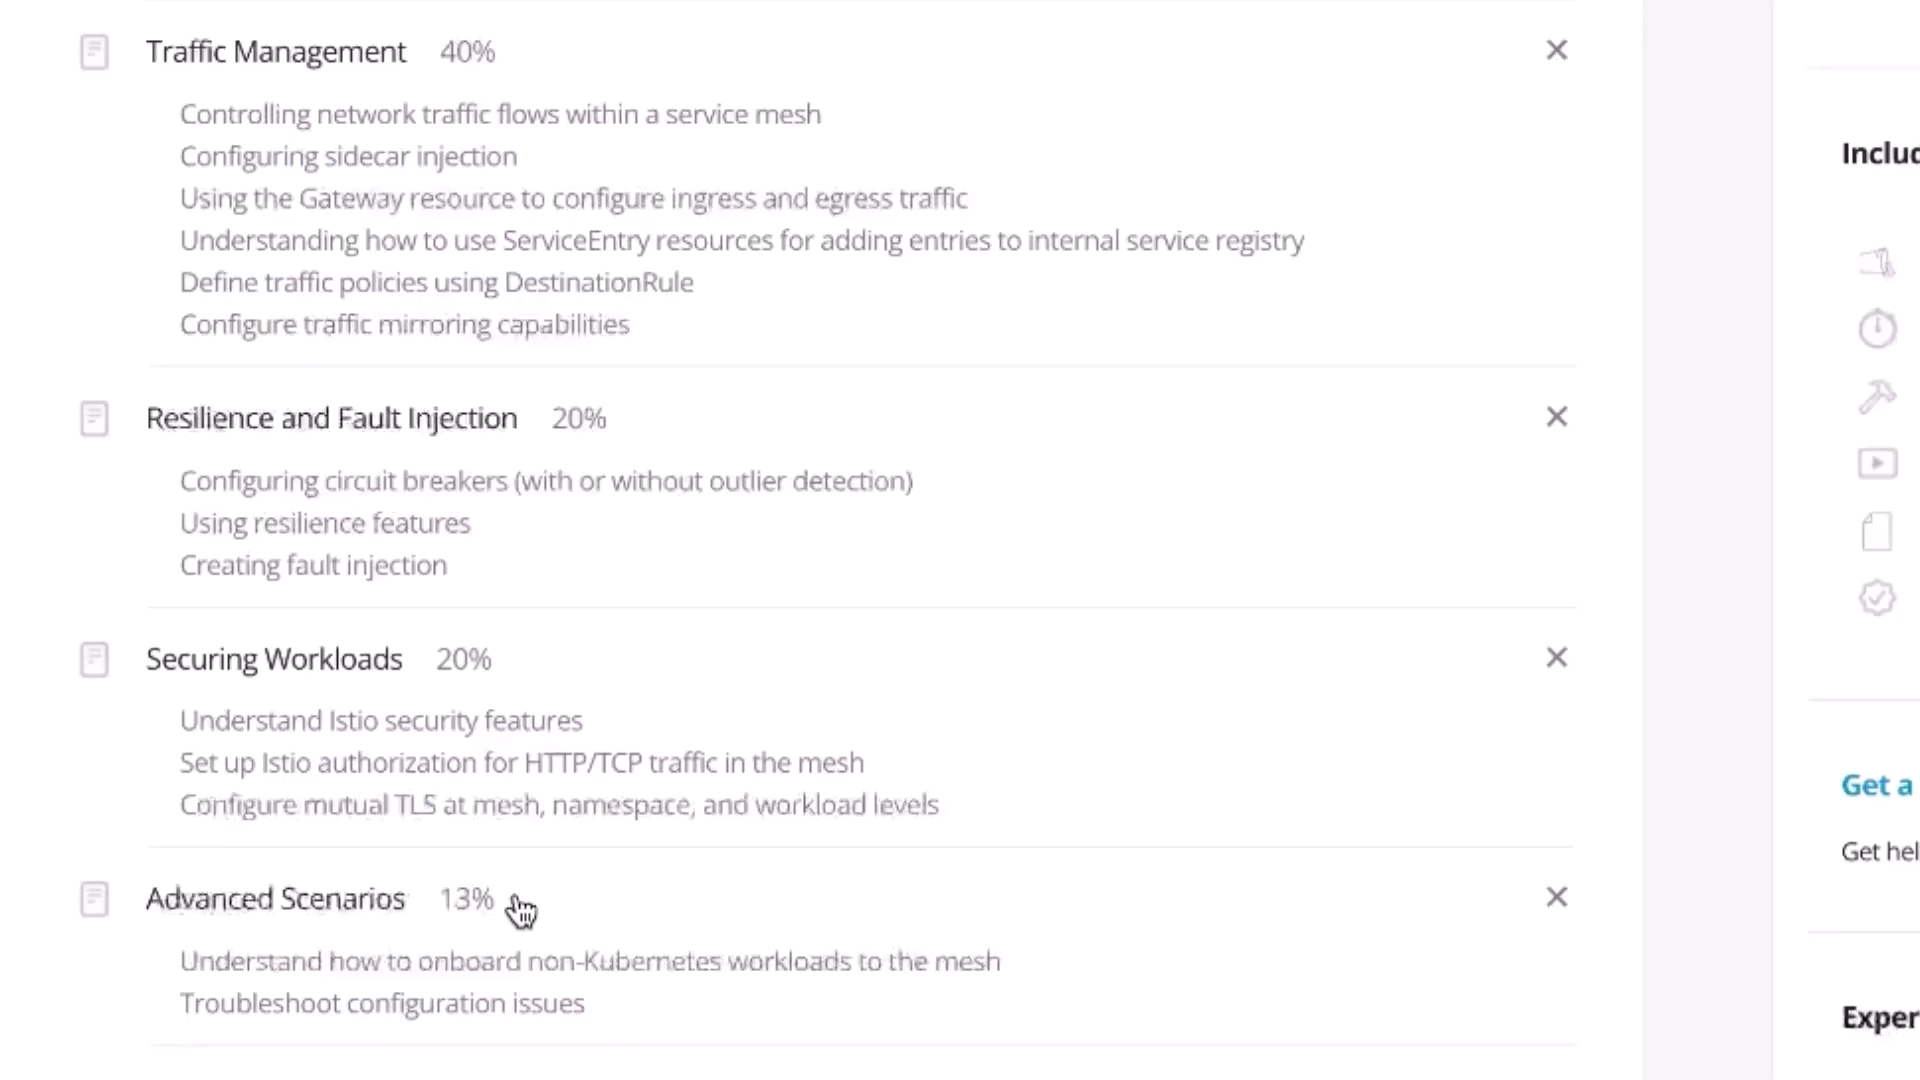 Traffic Management 40%
Controlling network traffic flows within a service mesh
Configuring sidecar injection
Using the Gateway resource to configure ingress and egress traffic
Understanding how to use ServiceEntry resources for adding entries to internal service registry
Define traffic policies using DestinationRule
Configure traffic mirroring capabilities
Resilience and Fault Injection 20%
Configuring circuit breakers (with or without outlier detection)
Using resilience features
Creating fault injection
Securing Workloads 20%
Understand Istio security features
Set up Istio authorization for HTTP/TCP traffic in the mesh
Configure mutual TLS at mesh, namespace, and workload levels
Advanced Scenarios 13%
Understand how to onboard non-Kubernetes workloads to the mesh
Troubleshoot configuration issues
Includ
Get a
Get hel
Exper